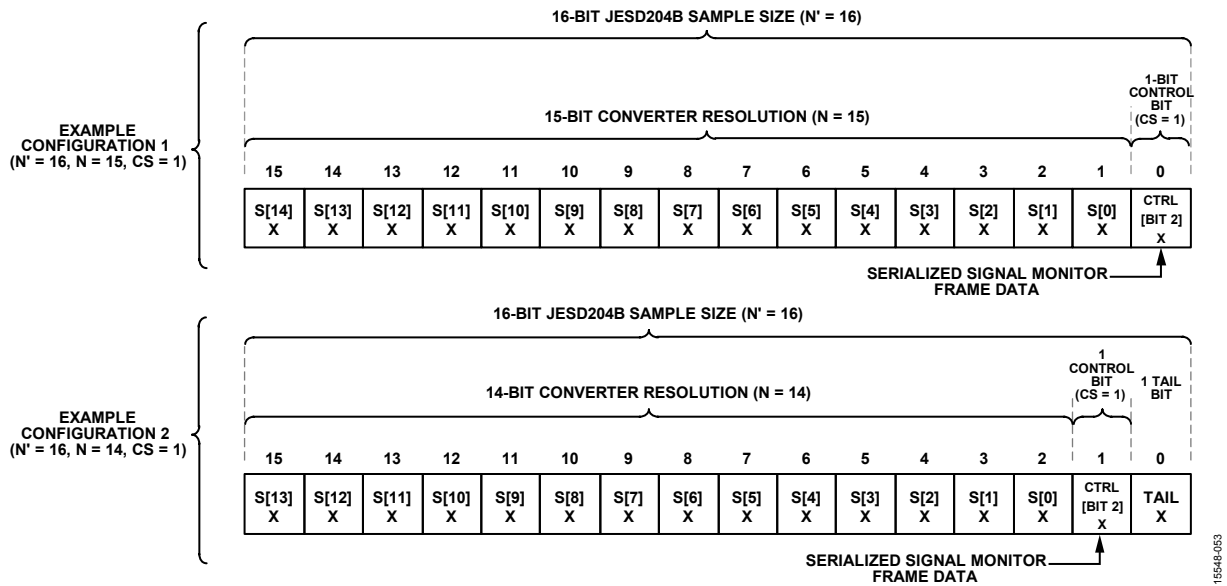 16-BIT JESD204B SAMPLE SIZE (N' = 16)
1-BIT
CONTROL
BIT
(CS = 1)
15-BIT CONVERTER RESOLUTION (N = 15)
EXAMPLE
CONFIGURATION 1
(N' = 16, N = 15, CS = 1)
15 14 13 12 11 10 9 8 7 6 5 4 3 2 1 0
S[14] S[13] S[12] S[11] S[10] S[9] S[8] S[7] S[6] S[5] S[4] S[3] S[2] S[1] S[0] CTRL
[BIT 2]
X X X X X X X X X X X X X X X X
SERIALIZED SIGNAL MONITOR
FRAME DATA
16-BIT JESD204B SAMPLE SIZE (N' = 16)
1
CONTROL
BIT
(CS = 1)
1 TAIL
BIT
14-BIT CONVERTER RESOLUTION (N = 14)
EXAMPLE
CONFIGURATION 2
(N' = 16, N = 14, CS = 1)
15 14 13 12 11 10 9 8 7 6 5 4 3 2 1 0
S[13] S[12] S[11] S[10] S[9] S[8] S[7] S[6] S[5] S[4] S[3] S[2] S[1] S[0] CTRL TAIL
[BIT 2]
X X X X X X X X X X X X X X X X
SERIALIZED SIGNAL MONITOR
FRAME DATA
15548-053